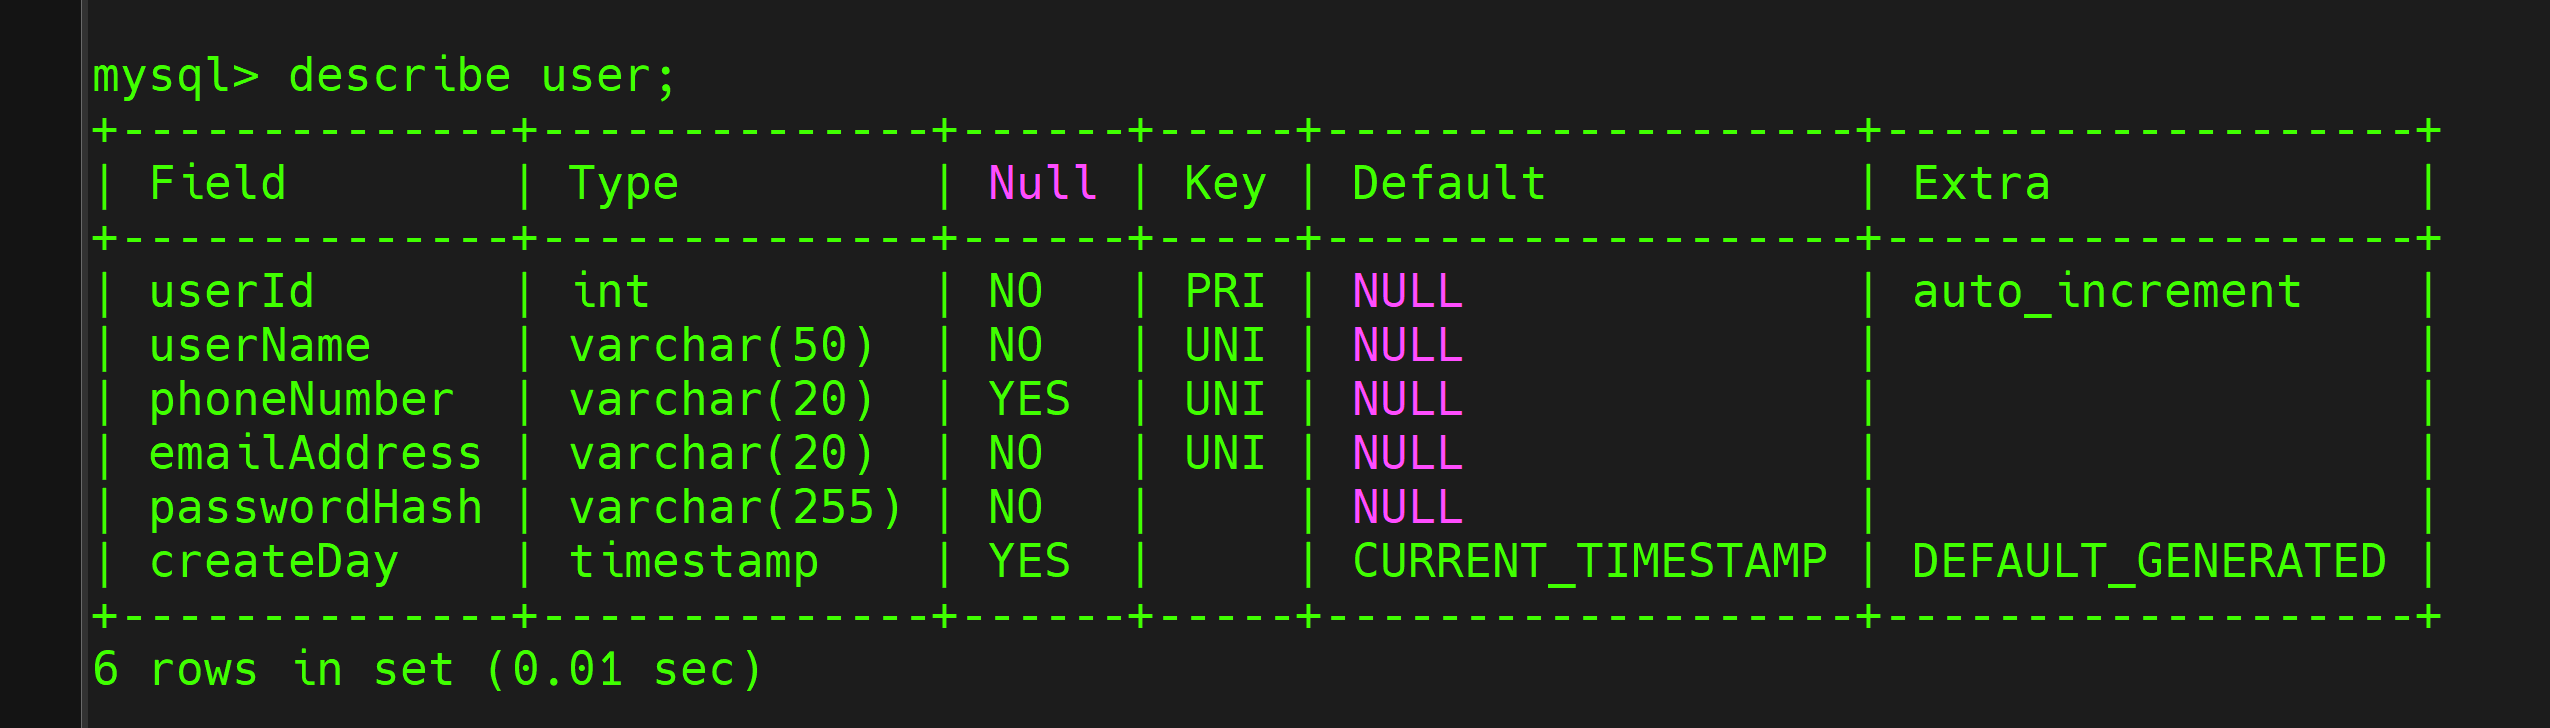 mysql> describe user;
+--------------+--------------+------+-----+-------------------+-------------------+
| Field        | Type         | Null | Key | Default           | Extra             |
+--------------+--------------+------+-----+-------------------+-------------------+
| userId       | int          | NO   | PRI | NULL              | auto_increment    |
| userName     | varchar(50)  | NO   | UNI | NULL              |                   |
| phoneNumber  | varchar(20)  | YES  | UNI | NULL              |                   |
| emailAddress | varchar(20)  | NO   | UNI | NULL              |                   |
| passwordHash | varchar(255) | NO   |     | NULL              |                   |
| createDay    | timestamp    | YES  |     | CURRENT_TIMESTAMP | DEFAULT_GENERATED |
+--------------+--------------+------+-----+-------------------+-------------------+
6 rows in set (0.01 sec)